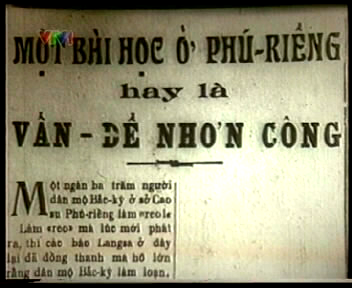 VTV1
MỘT BÀI HỌC Ở PHÚ-RIỀNG
hay là
VẤN-ĐỀ NHƠN CÔNG
Một ngàn ba trăm người
dân mộ Bắc-kỳ ở sở Cao
su Phú-riềng làm «reo»
Làm «reo» mà lúc mới phát
ra, thì các báo Langsa ở đây
lại đã đồng thanh mà hô lớn
rằng dân mộ Bắc-kỳ làm loạn,